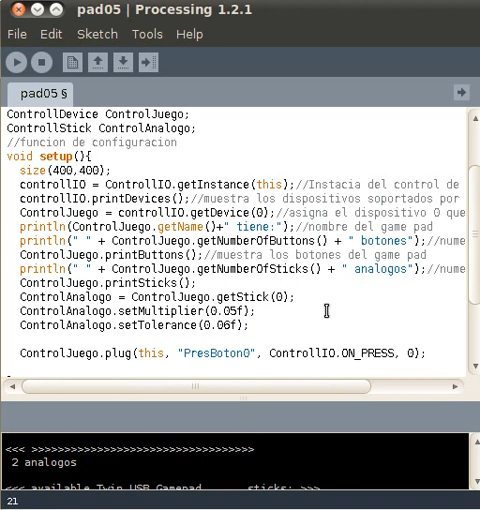 pad05 | Processing 1.2.1
File Edit Sketch Tools Help
pad05 §
ControllDevice ControlJuego;
ControllStick ControlAnalogo;
//funcion de configuracion
void setup(){
size(400,400);
controllIO = ControllIO.getInstance(this);//Instacia del control de
controllIO.printDevices();//muestra los dispositivos soportados por
ControlJuego = controllIO.getDevice(0);//asigna el dispositivo 0 que
println(ControlJuego.getName()+" tiene:");//nombre del game pad
println(" " + ControlJuego.getNumberOfButtons() + " botones");//nume
ControlJuego.printButtons();//muestra los botones del game pad
println(" " + ControlJuego.getNumberOfSticks() + " analogos");//nume
ControlJuego.printSticks();
ControlAnalogo = ControlJuego.getStick(0);
ControlAnalogo.setMultiplier(0.05f);
ControlAnalogo.setTolerance(0.06f);
ControlJuego.plug(this, "PresBoton0", ControllIO.ON_PRESS, 0);
<<< >>>>>>>>>>>>>>>>>>>>>>>>>>>>>>>>>>
2 analogos
<<< available Twin USB Gamepad sticks: >>>
21